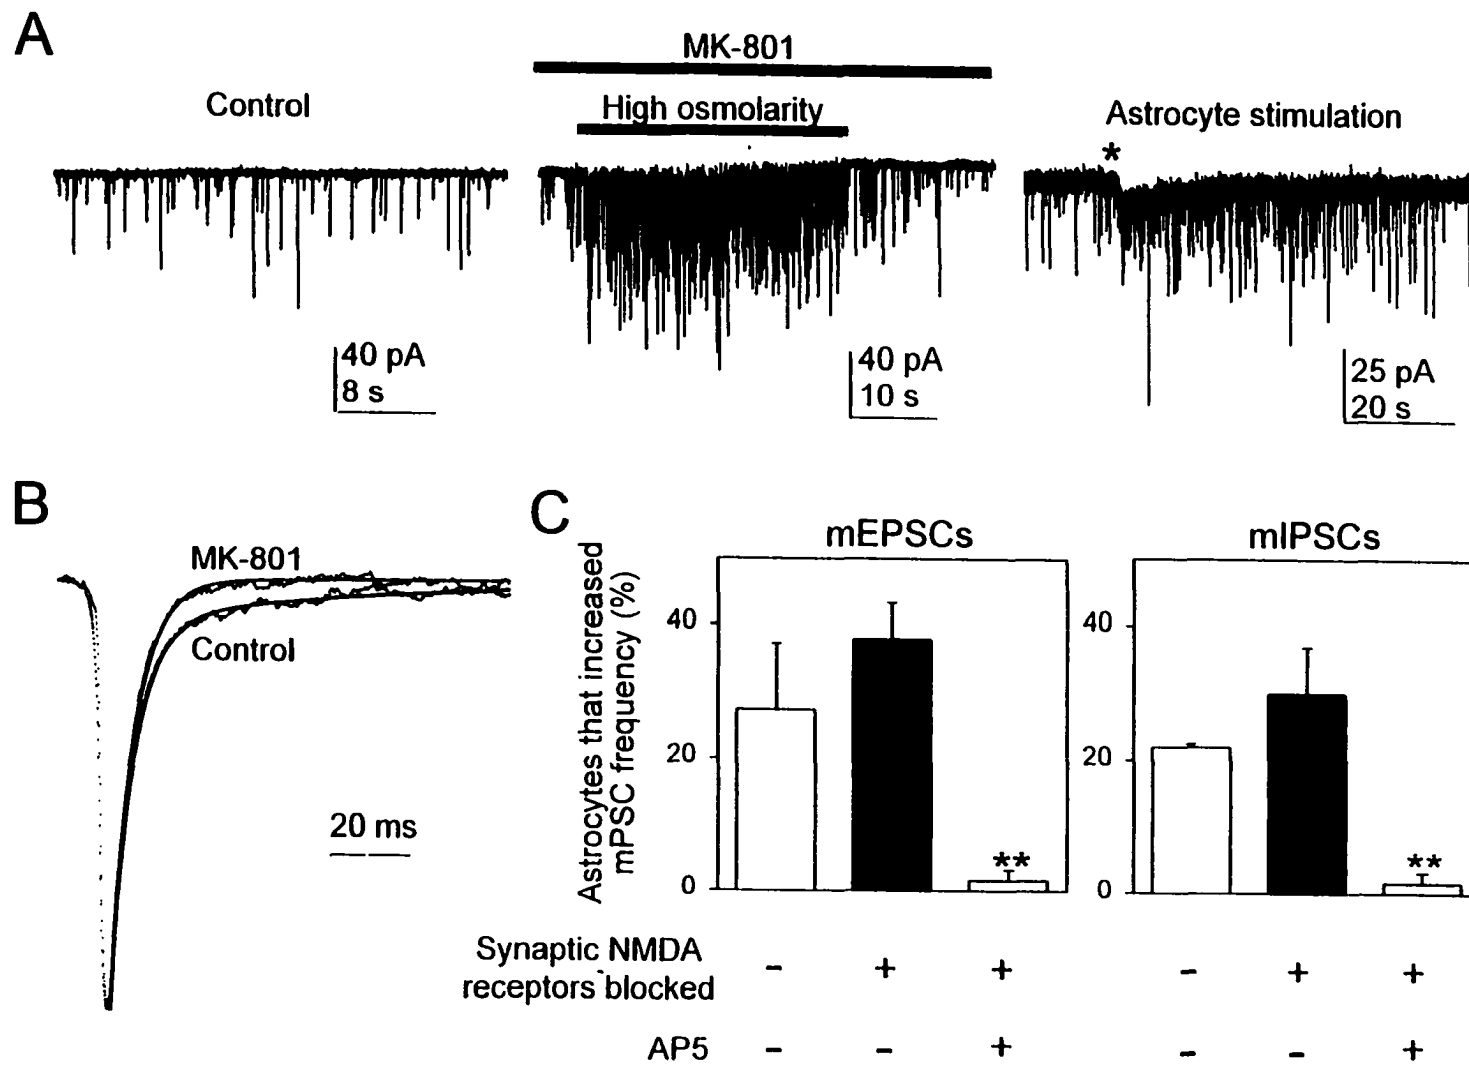 A
MK-801
Control
High osmolarity
Astrocyte stimulation
*
40 pA
8 s
40 pA
10 s
25 pA
20 s
B
MK-801
Control
20 ms
C
mEPSCs
mIPSCs
Astrocytes that increased
mPSC frequency (%)
40
20
0
**
40
20
0
**
Synaptic NMDA
receptors blocked
- + + - + +
AP5
- - + - - +